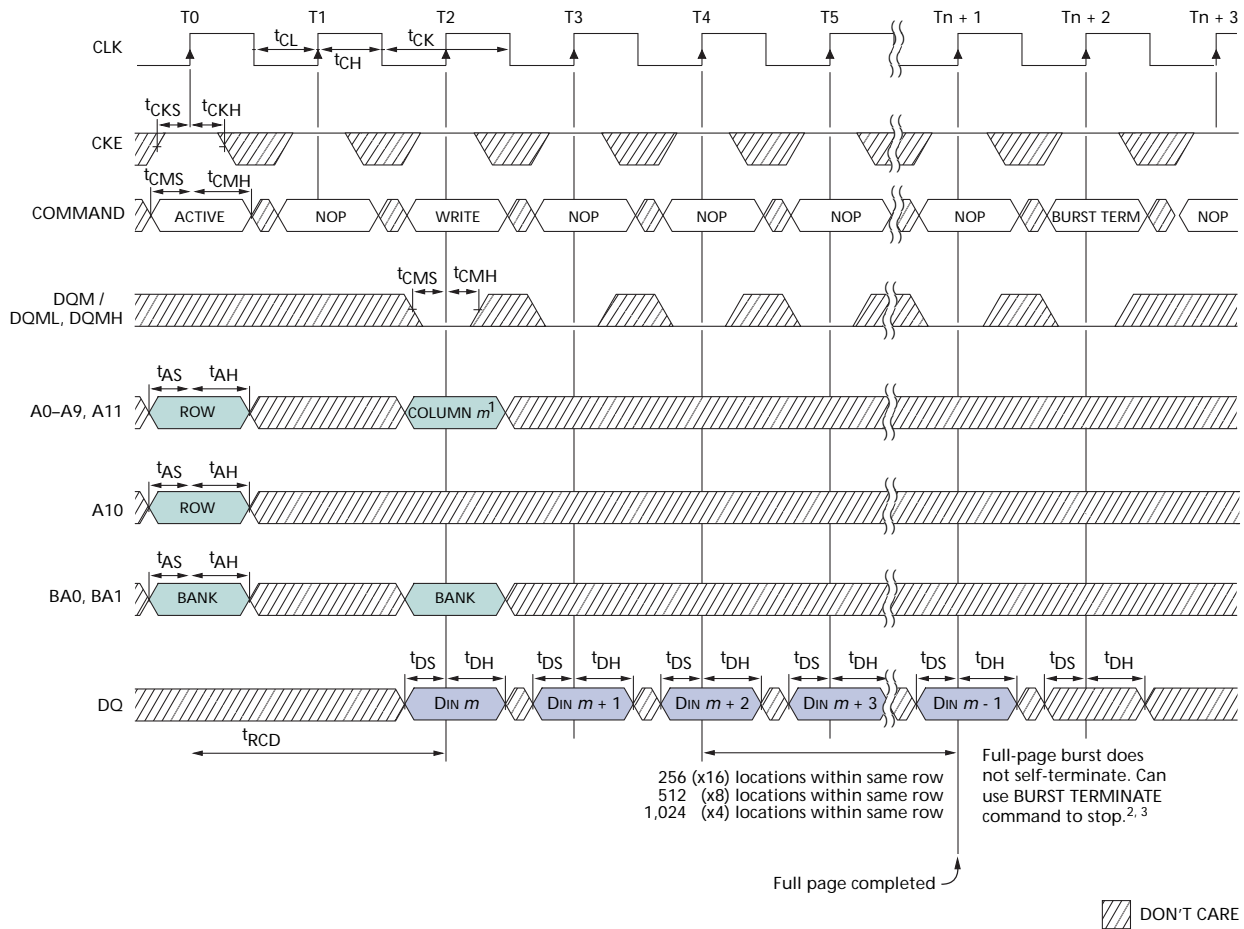 T0 T1 T2 T3 T4 T5 Tn + 1 Tn + 2 Tn + 3
CLK
tCL tCK
tCH
tCKS tCKH
CKE
tCMS tCMH
COMMAND ACTIVE NOP WRITE NOP NOP NOP NOP BURST TERM NOP
tCMS tCMH
DQM /
DQML, DQMH
tAS tAH
A0–A9, A11 ROW COLUMN m1
tAS tAH
A10 ROW
tAS tAH
BA0, BA1 BANK BANK
tDS tDH tDS tDH tDS tDH tDS tDH tDS tDH tDS tDH
DQ DIN m DIN m + 1 DIN m + 2 DIN m + 3 DIN m - 1
tRCD
256 (x16) locations within same row
512 (x8) locations within same row
1,024 (x4) locations within same row
Full-page burst does
not self-terminate. Can
use BURST TERMINATE
command to stop.2, 3
Full page completed
DON'T CARE